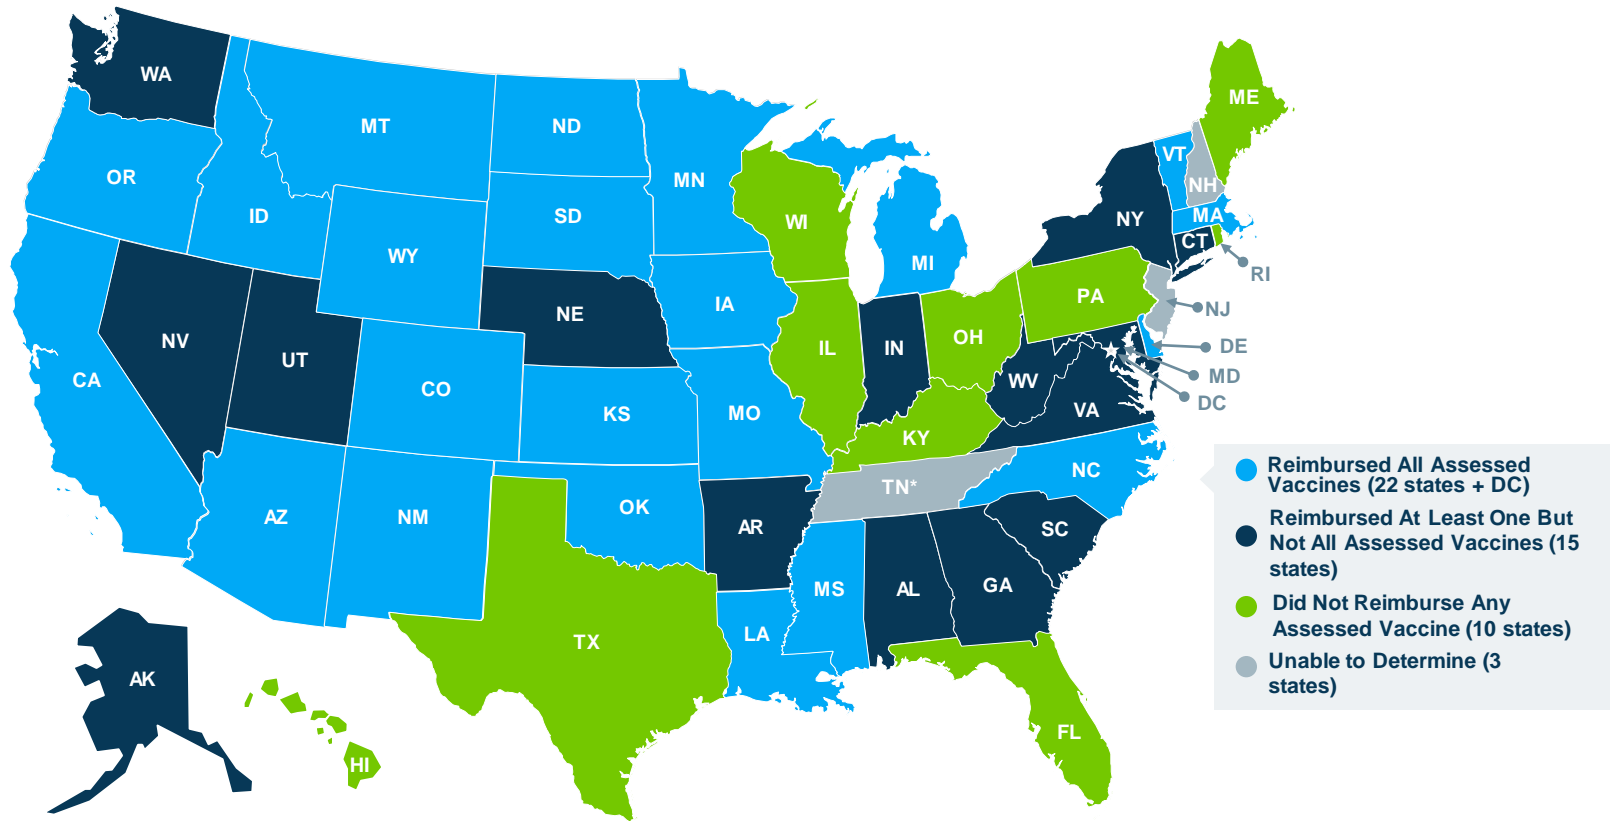 WA
ME
MT
ND
VT
OR
MN
NH
ID
SD
MA
NY
WI
CT
WY
MI
RI
IA
PA
NJ
NE
NV
OH
DE
IL
IN
UT
MD
CA
WV
CO
DC
VA
KS
MO
KY
NC
TN*
OK
AZ
NM
AR
SC
MS
AL
GA
LA
TX
AK
FL
HI
Reimbursed All Assessed
Vaccines (22 states + DC)
Reimbursed At Least One But
Not All Assessed Vaccines (15
states)
Did Not Reimburse Any
Assessed Vaccine (10 states)
Unable to Determine (3
states)